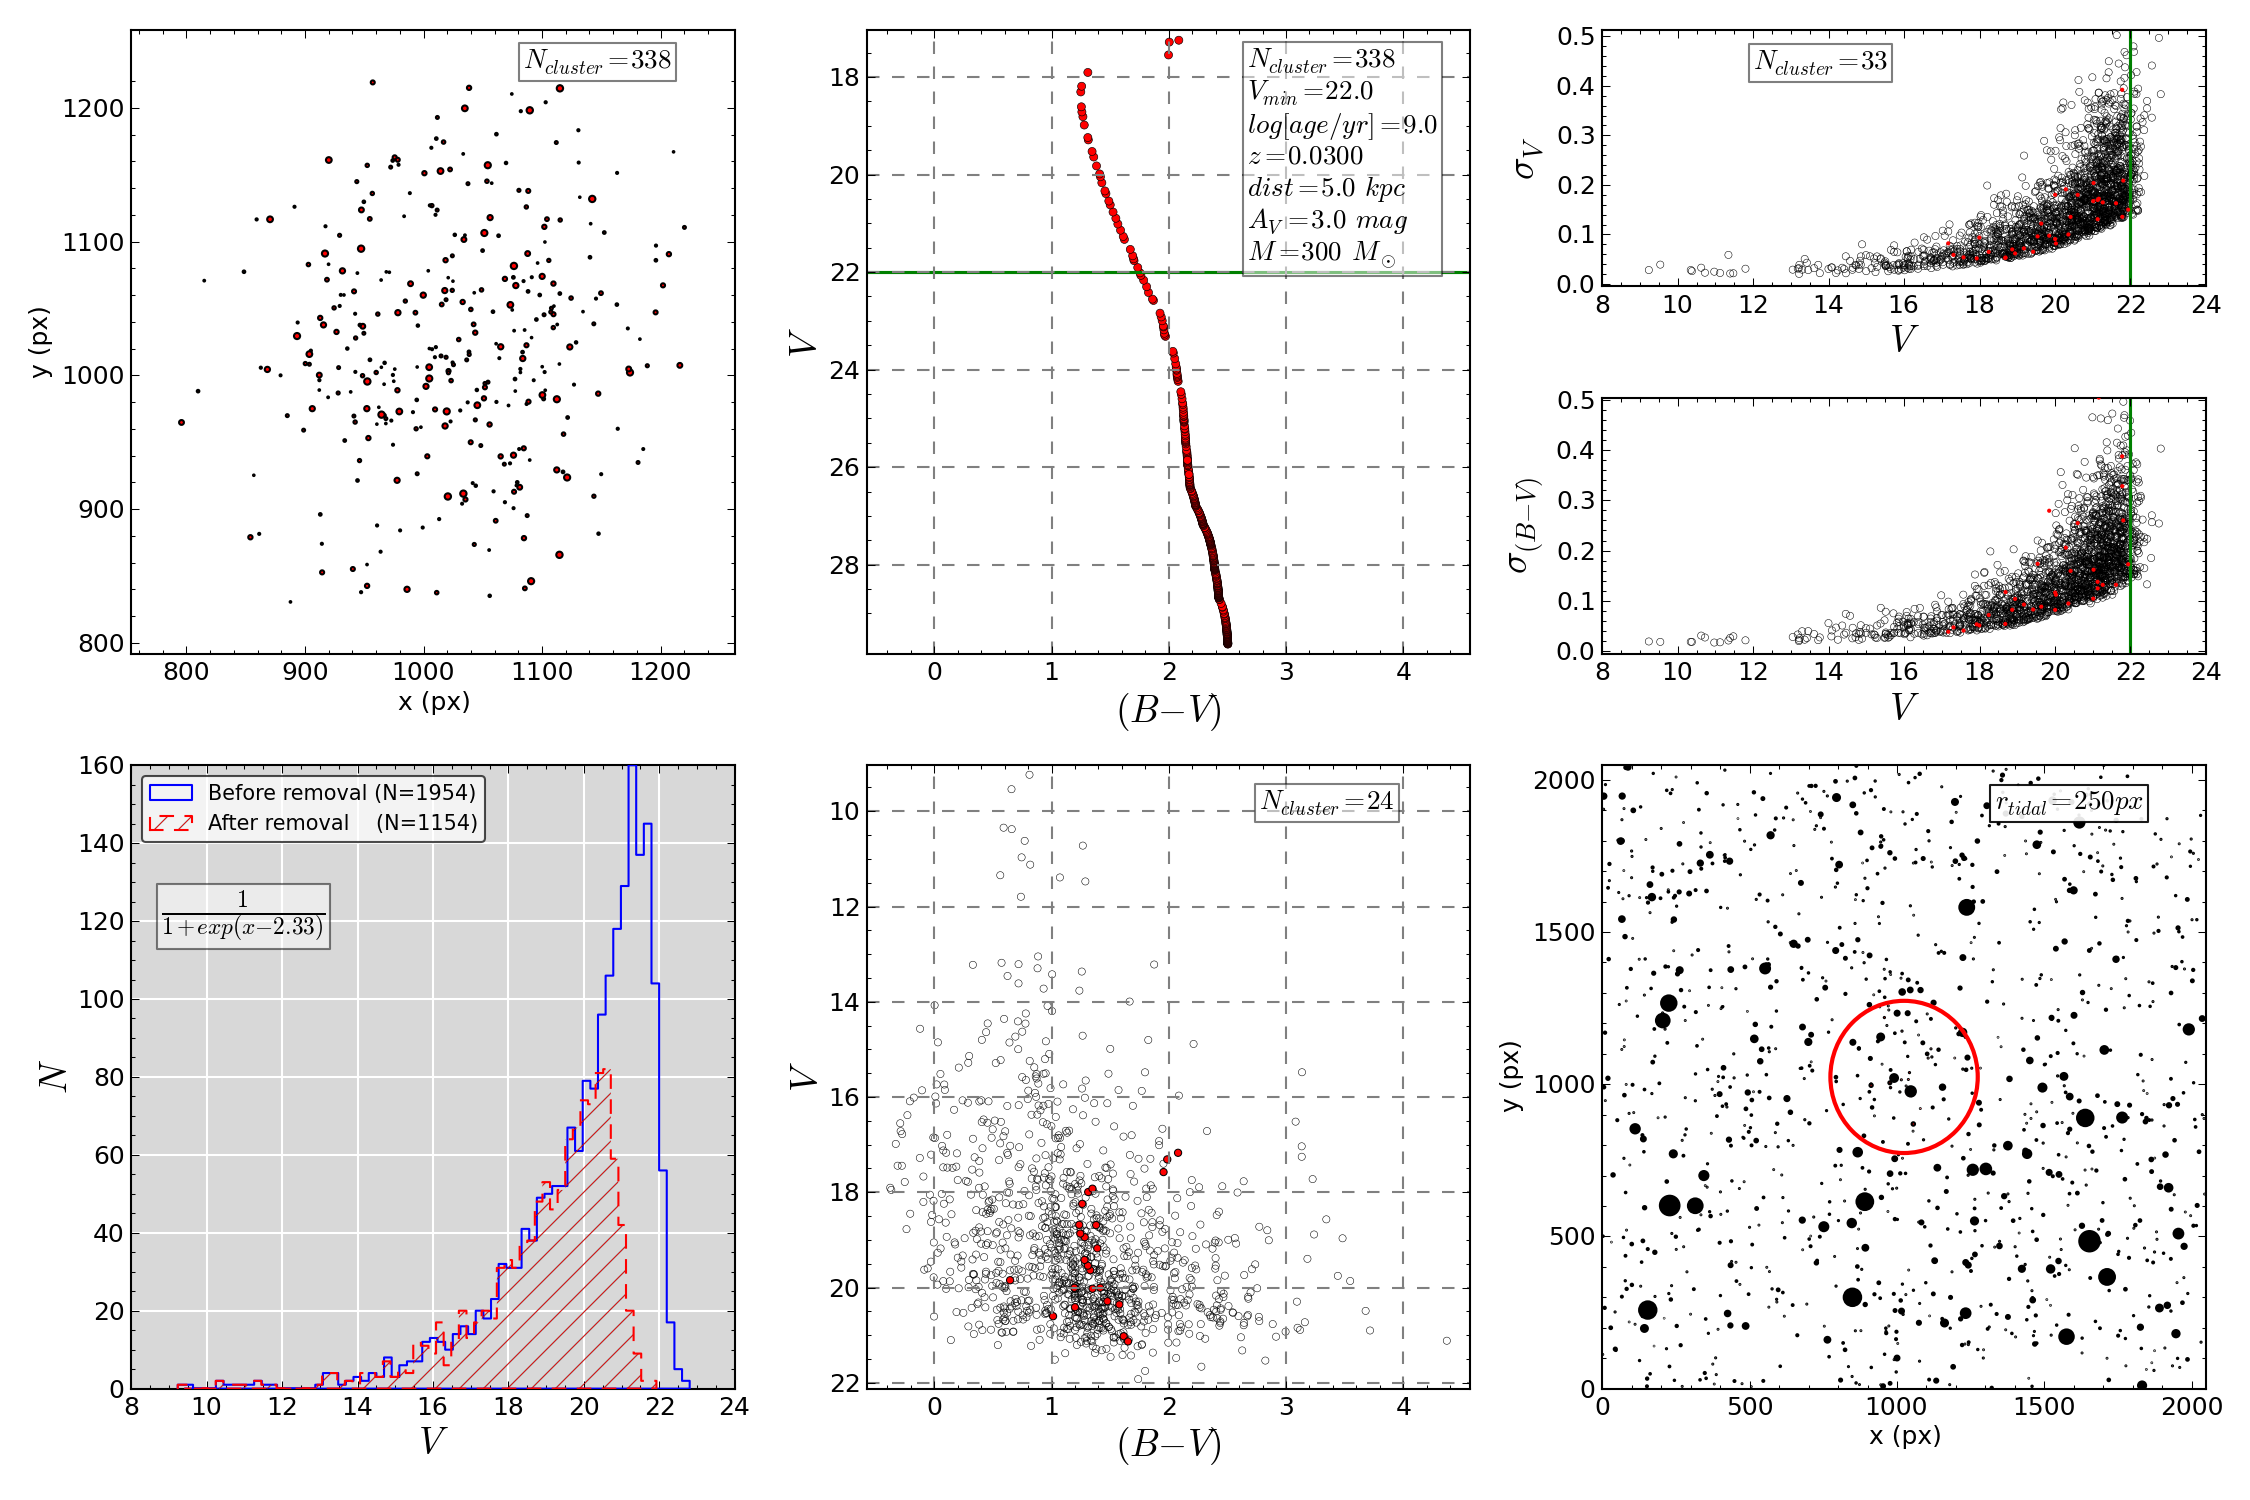 N_cluster=338
1200
1100
1000
900
800
y (px)
800 900 1000 1100 1200
x (px)
N_cluster=338
V_min=22.0
log[age/yr]=9.0
z=0.0300
dist=5.0 kpc
A_V=3.0 mag
M=300 M_⊙
18
20
22
24
26
28
V
0 1 2 3 4
(B−V)
N_cluster=33
0.5
0.4
0.3
0.2
0.1
0.0
σ_V
8 10 12 14 16 18 20 22 24
V
0.5
0.4
0.3
0.2
0.1
0.0
σ_(B−V)
8 10 12 14 16 18 20 22 24
V
Before removal (N=1954)
After removal (N=1154)
1
1+exp(x−2.33)
160
140
120
100
80
60
40
20
0
N
8 10 12 14 16 18 20 22 24
V
N_cluster=24
10
12
14
16
18
20
22
V
0 1 2 3 4
(B−V)
r_tidal=250px
2000
1500
1000
500
0
y (px)
0 500 1000 1500 2000
x (px)